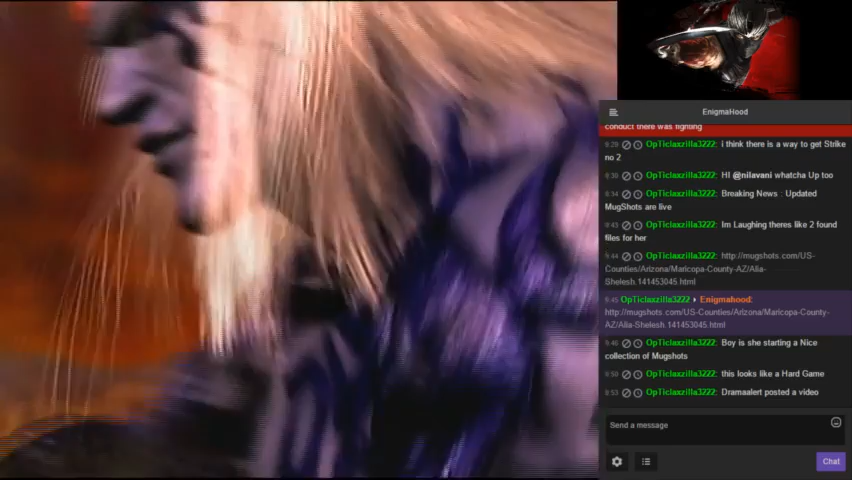 EnigmaHood
conduct there was fighting
8:29 OpTiclaxzilla3222: i think there is a way to get Strike
no 2
8:30 OpTiclaxzilla3222: HI @nilavani whatcha Up too
8:34 OpTiclaxzilla3222: Breaking News : Updated
MugShots are live
9:43 OpTiclaxzilla3222: Im Laughing theres like 2 found
files for her
9:44 OpTiclaxzilla3222: http://mugshots.com/US-
Counties/Arizona/Maricopa-County-AZ/Alia-
Shelesh.141453045.html
9:45 OpTiclaxzilla3222 Enigmahood:
http://mugshots.com/US-Counties/Arizona/Maricopa-County-
AZ/Alia-Shelesh.141453045.html
9:46 OpTiclaxzilla3222: Boy is she starting a Nice
collection of Mugshots
8:50 OpTiclaxzilla3222: this looks like a Hard Game
8:53 OpTiclaxzilla3222: Dramaalert posted a video
Send a message
Chat